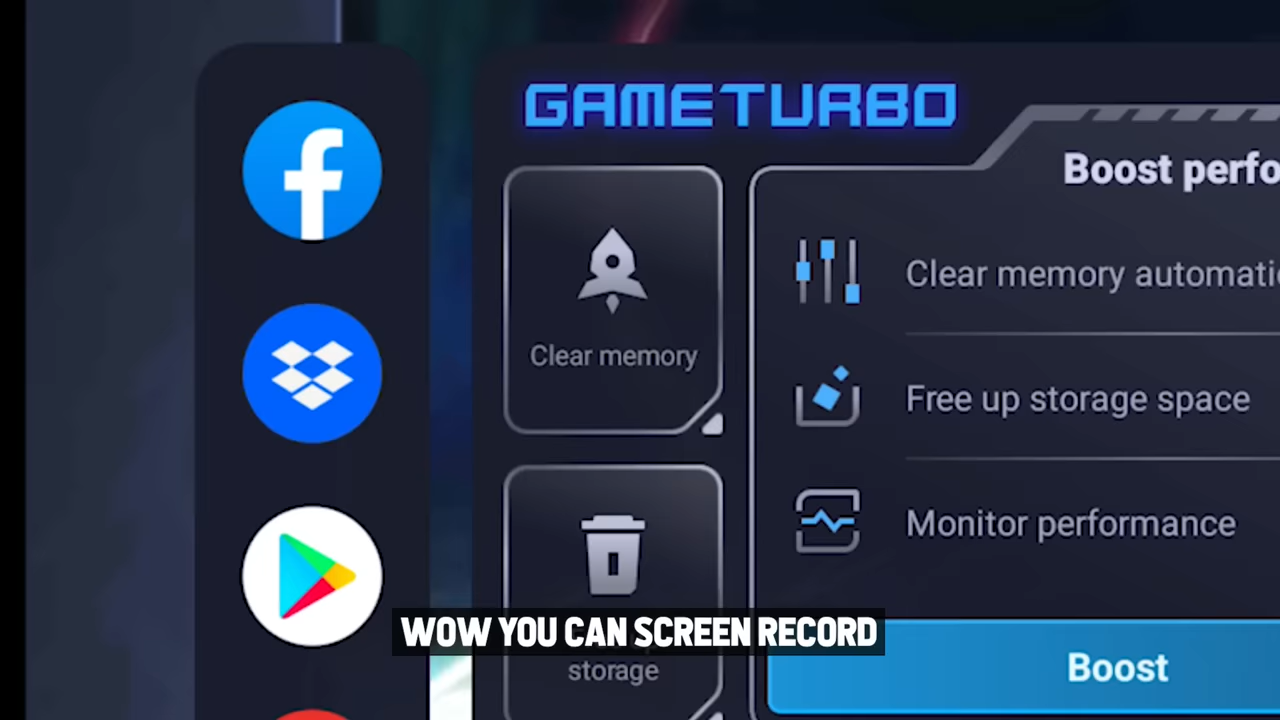 GAMETURBO
Boost perfo
Clear memory
Clear memory automatic
Free up storage space
Monitor performance
WOW YOU CAN SCREEN RECORD
storage
Boost